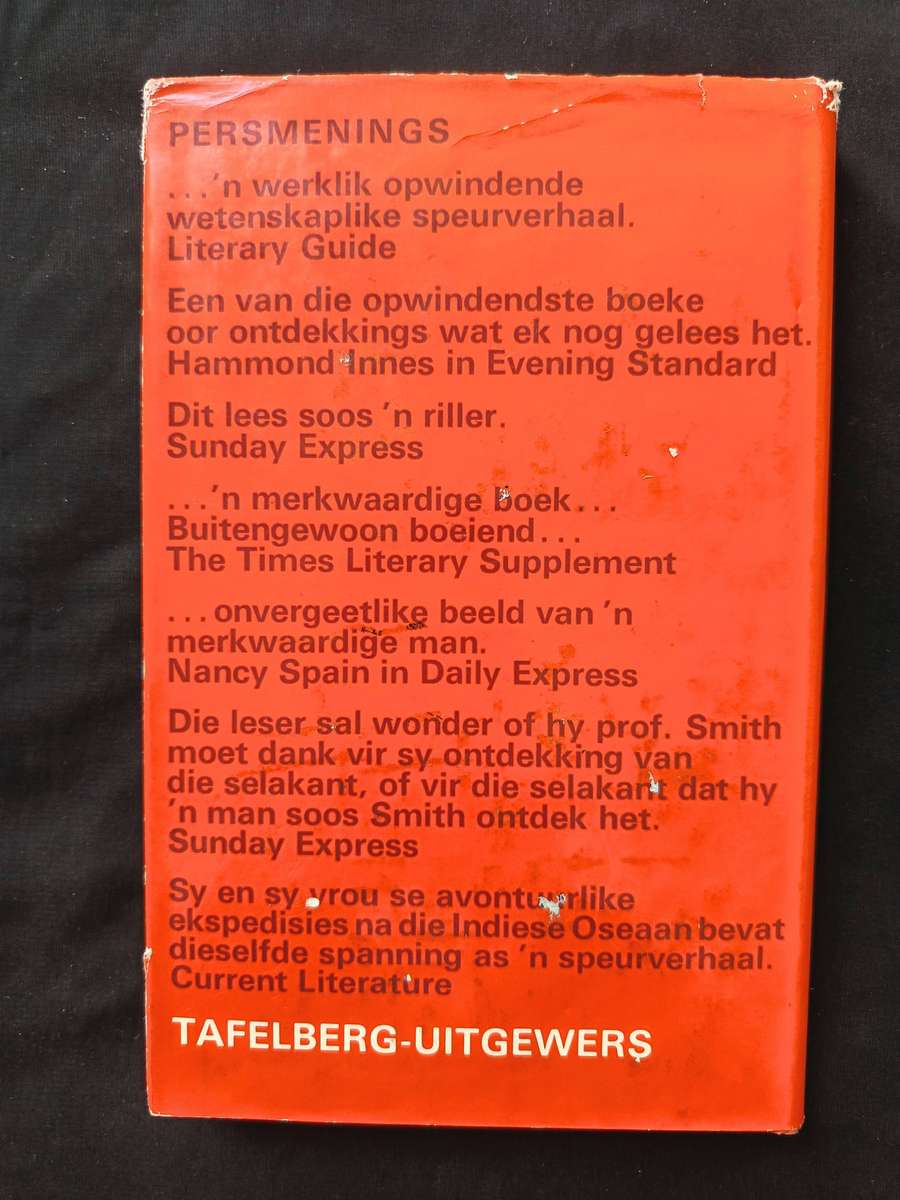 PERSMENINGS
...'n werklik opwindende
wetenskaplike speurverhaal.
Literary Guide
Een van die opwindendste boeke
oor ontdekkings wat ek nog gelees het.
Hammond Innes in Evening Standard
Dit lees soos 'n riller.
Sunday Express
...'n merkwaardige boek...
Buitengewoon boeiend...
The Times Literary Supplement
...onvergeetlike beeld van 'n
merkwaardige man.
Nancy Spain in Daily Express
Die leser sal wonder of hy prof. Smith
moet dank vir sy ontdekking van
die selakant, of vir die selakant dat hy
'n man soos Smith ontdek het.
Sunday Express
Sy en sy vrou se avontuurlike
ekspedisies na die Indiese Oseaan bevat
dieselfde spanning as 'n speurverhaal.
Current Literature
TAFELBERG-UITGEWERS